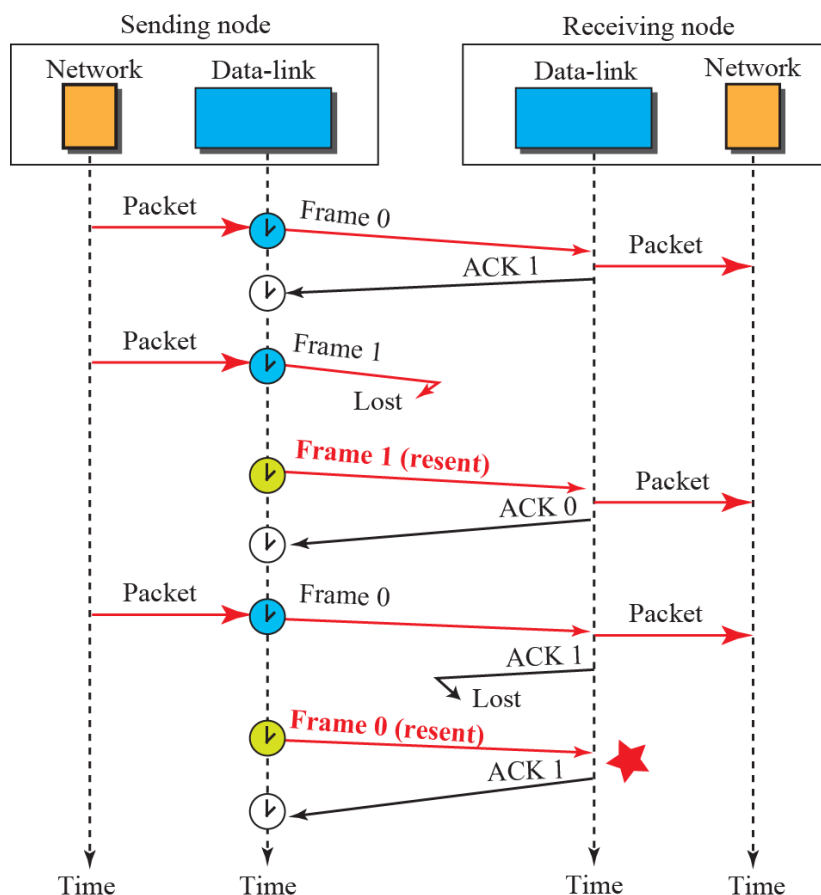 Sending node
Receiving node
Network
Data-link
Data-link
Network
Packet
Frame 0
Packet
ACK 1
Packet
Frame 1
Lost
Frame 1 (resent)
Packet
ACK 0
Packet
Frame 0
Packet
ACK 1
Lost
Frame 0 (resent)
ACK 1
Time
Time
Time
Time